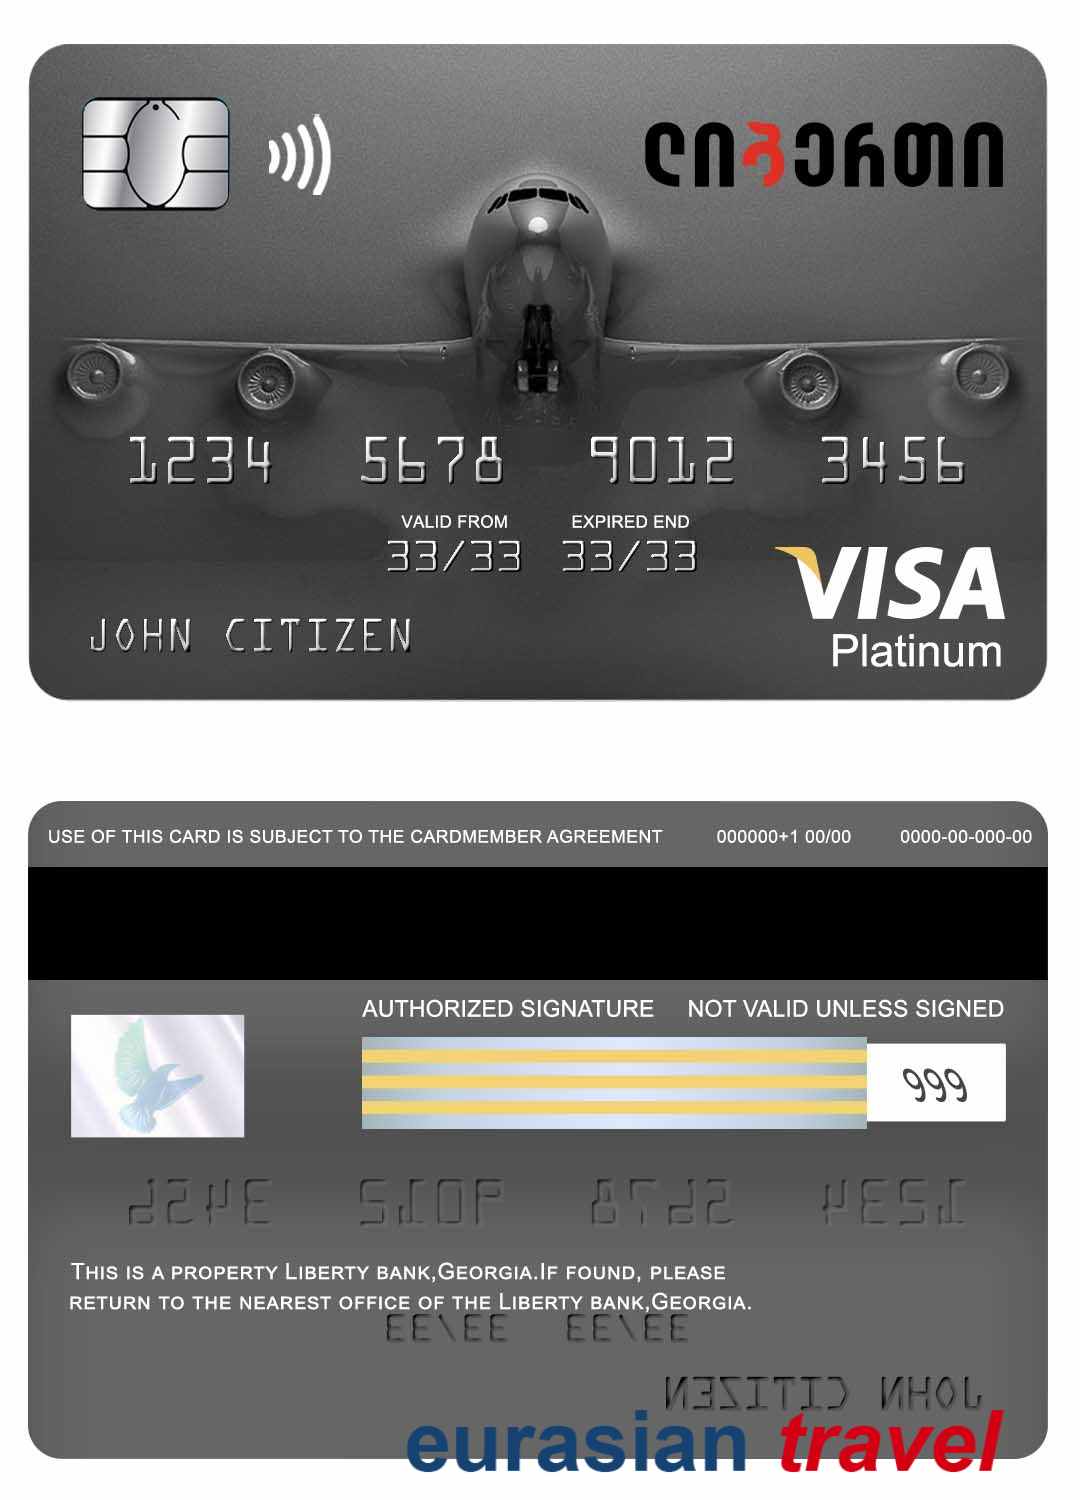 ლიბერთი
1234 5678 9012 3456
VALID FROM EXPIRED END
33/33 33/33
VISA
JOHN CITIZEN
Platinum
USE OF THIS CARD IS SUBJECT TO THE CARDMEMBER AGREEMENT 000000+1 00/00 0000-00-000-00
AUTHORIZED SIGNATURE NOT VALID UNLESS SIGNED
999
THIS IS A PROPERTY LIBERTY BANK,GEORGIA.IF FOUND, PLEASE
RETURN TO THE NEAREST OFFICE OF THE LIBERTY BANK,GEORGIA.
eurasian travel